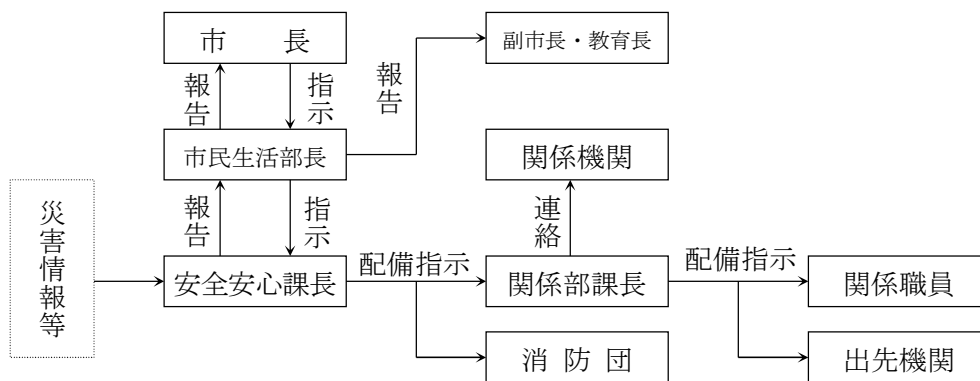 市　　長
副市長・教育長
報告
指示
報告
市民生活部長
関係機関
災害情報等
報告
指示
連絡
安全安心課長
配備指示
関係部課長
配備指示
関係職員
消 防 団
出先機関